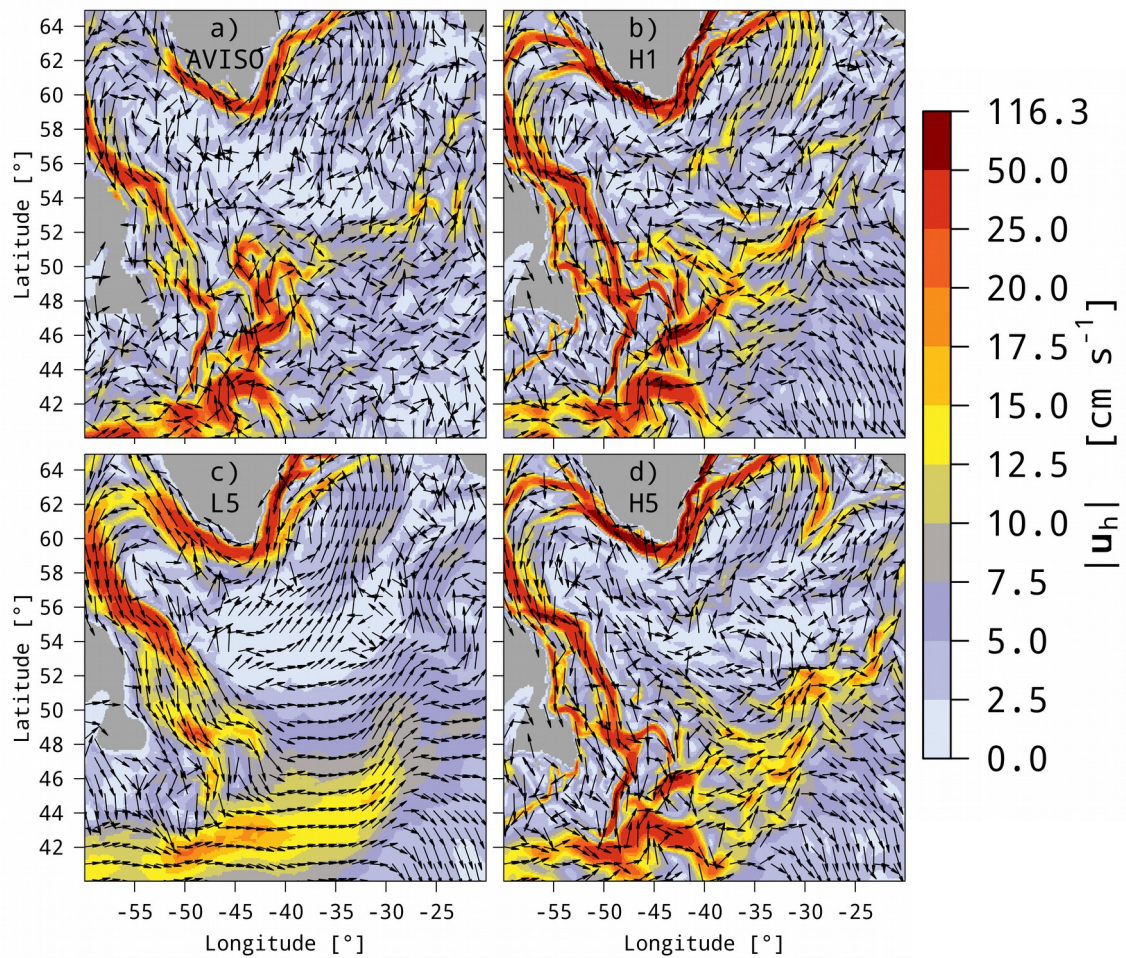 a)
AVISO
b)
H1
64
62
60
58
56
54
52
50
48
46
44
42
Latitude [°]
c)
L5
d)
H5
64
62
60
58
56
54
52
50
48
46
44
42
Latitude [°]
-55 -50 -45 -40 -35 -30 -25
Longitude [°]
-55 -50 -45 -40 -35 -30 -25
Longitude [°]
116.3
50.0
25.0
20.0
17.5
15.0
12.5
10.0
7.5
5.0
2.5
0.0
|uₕ| [cm s⁻¹]